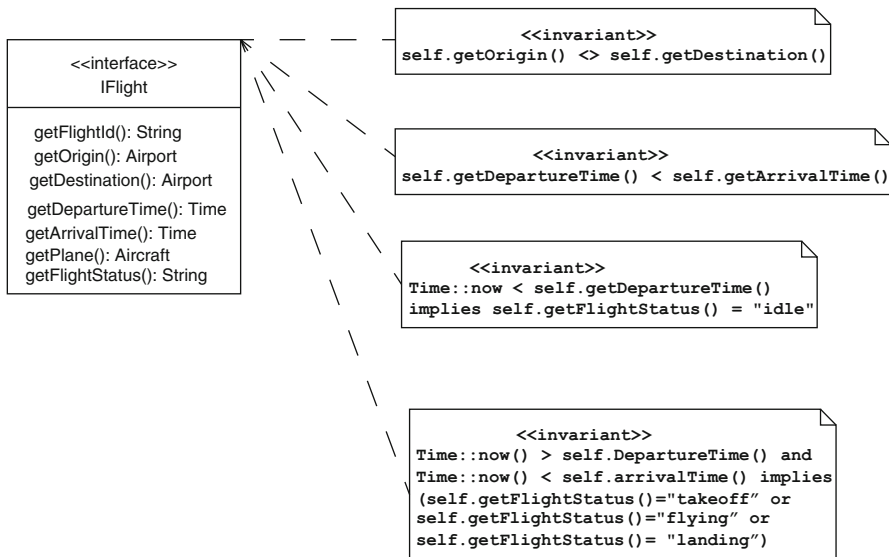 <<interface>>
IFlight
getFlightId(): String
getOrigin(): Airport
getDestination(): Airport
getDepartureTime(): Time
getArrivalTime(): Time
getPlane(): Aircraft
getFlightStatus(): String
<<invariant>>
self.getOrigin() <> self.getDestination()
<<invariant>>
self.getDepartureTime() < self.getArrivalTime()
<<invariant>>
Time::now < self.getDepartureTime()
implies self.getFlightStatus() = "idle"
<<invariant>>
Time::now() > self.DepartureTime() and
Time::now() < self.arrivalTime() implies
(self.getFlightStatus()="takeoff” or
self.getFlightStatus()="flying” or
self.getFlightStatus()= "landing”)